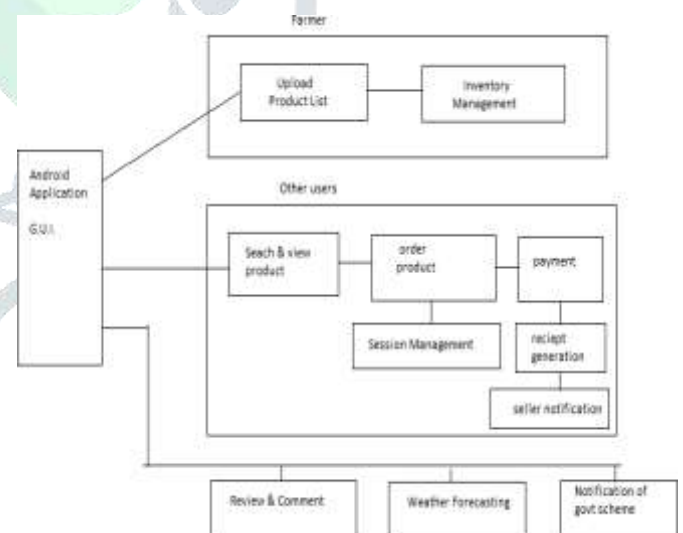 Farmer
Upload
Product List
Inventory
Management
Android
Application
G.U.I.
Other users
Seach & view
product
order
product
payment
Session Management
reciept
generation
seller notification
Review & Comment
Weather Forecasting
Notification of
govt scheme